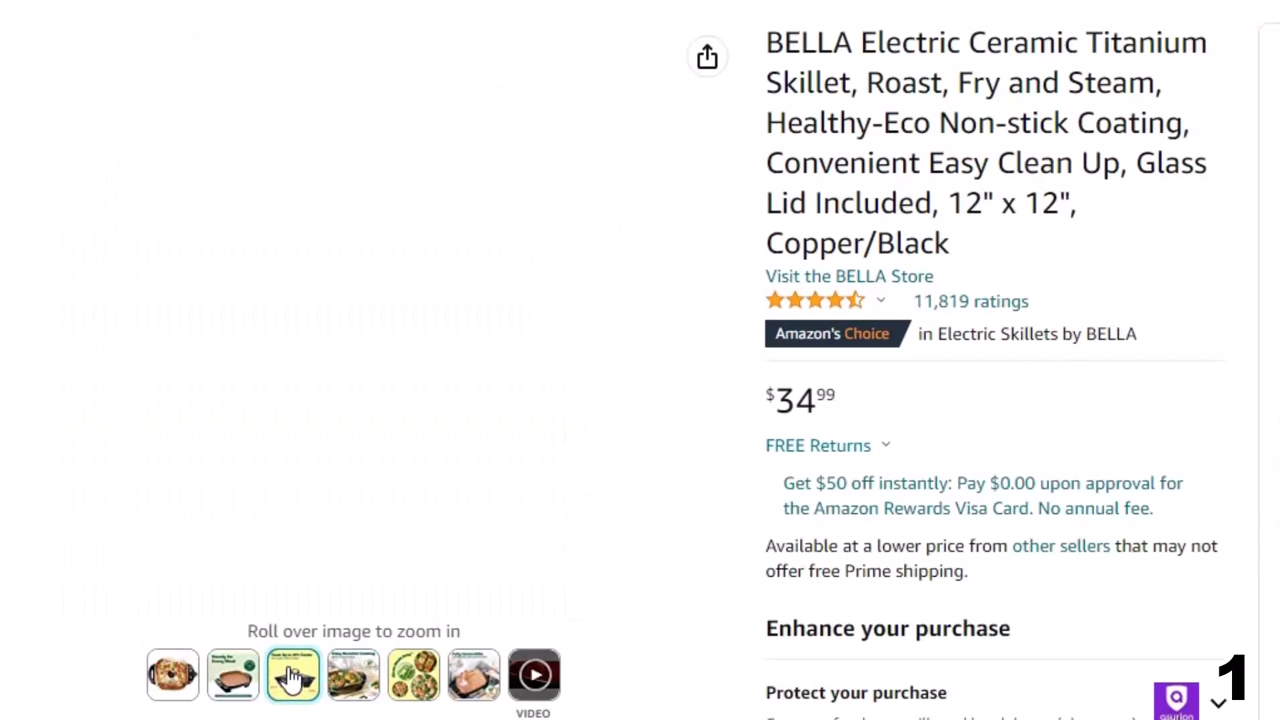 BELLA Electric Ceramic Titanium
Skillet, Roast, Fry and Steam,
Healthy-Eco Non-stick Coating,
Convenient Easy Clean Up, Glass
Lid Included, 12" x 12",
Copper/Black
Visit the BELLA Store
11,819 ratings
Amazon's Choice in Electric Skillets by BELLA
$34.99
FREE Returns
Get $50 off instantly: Pay $0.00 upon approval for
the Amazon Rewards Visa Card. No annual fee.
Available at a lower price from other sellers that may not
offer free Prime shipping.
Enhance your purchase
Protect your purchase
Roll over image to zoom in
VIDEO
1